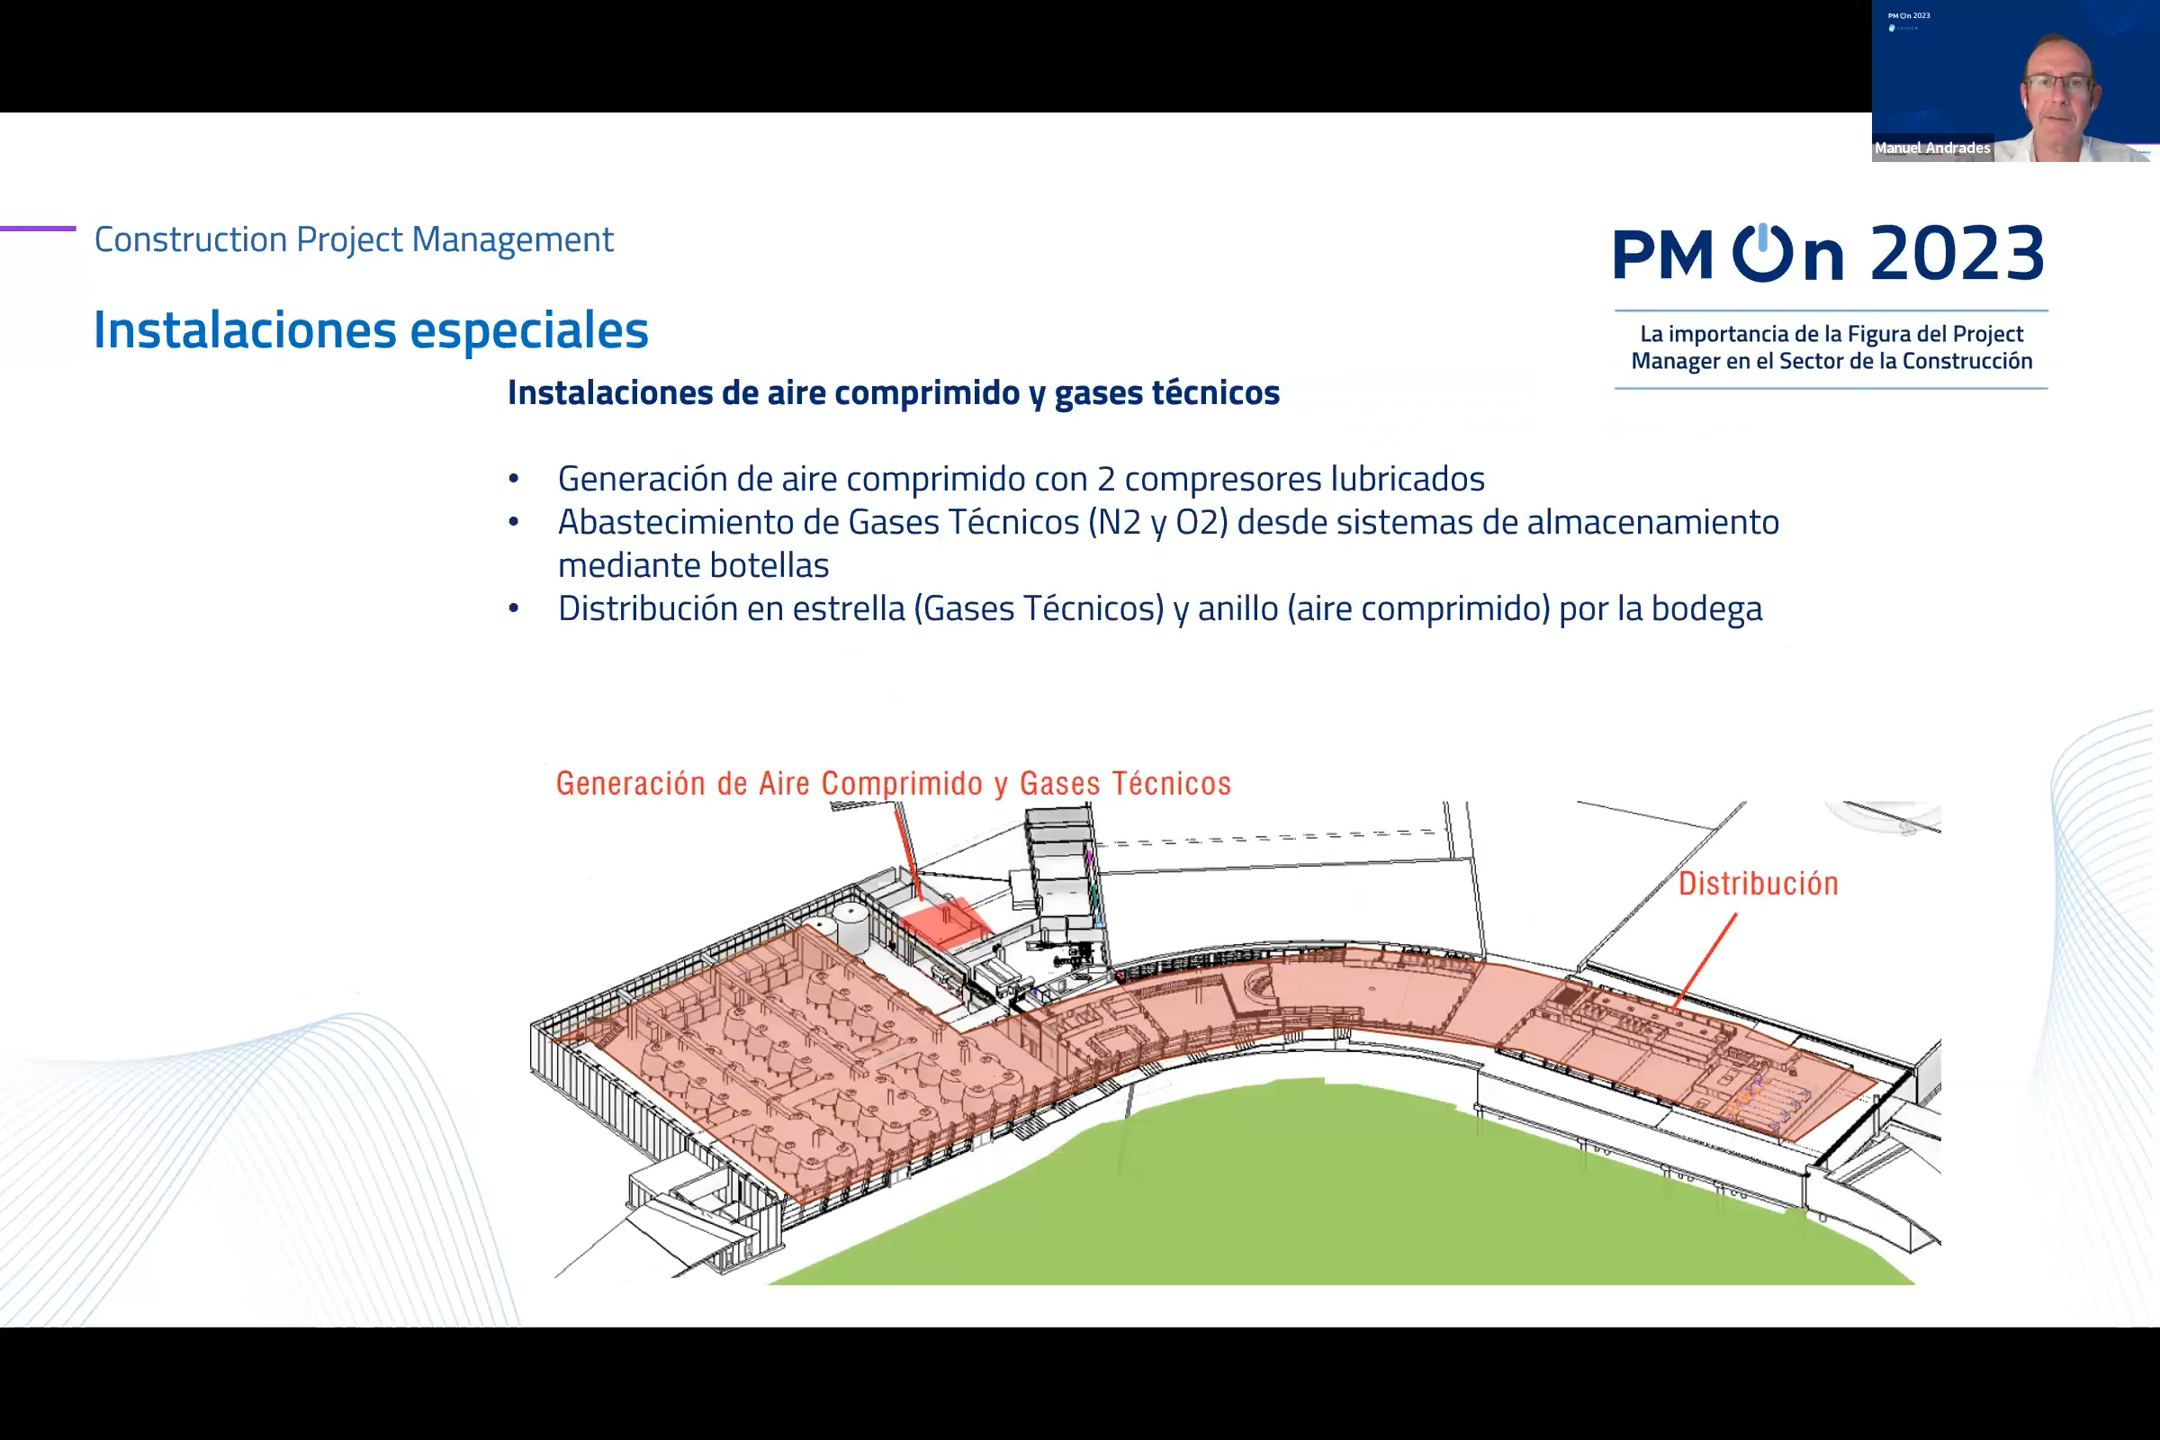 PM On 2023
Manuel Andrades
Construction Project Management
PM On 2023
Instalaciones especiales
La importancia de la Figura del Project
Manager en el Sector de la Construcción
Instalaciones de aire comprimido y gases técnicos
• Generación de aire comprimido con 2 compresores lubricados
• Abastecimiento de Gases Técnicos (N2 y O2) desde sistemas de almacenamiento
mediante botellas
• Distribución en estrella (Gases Técnicos) y anillo (aire comprimido) por la bodega
Generación de Aire Comprimido y Gases Técnicos
Distribución